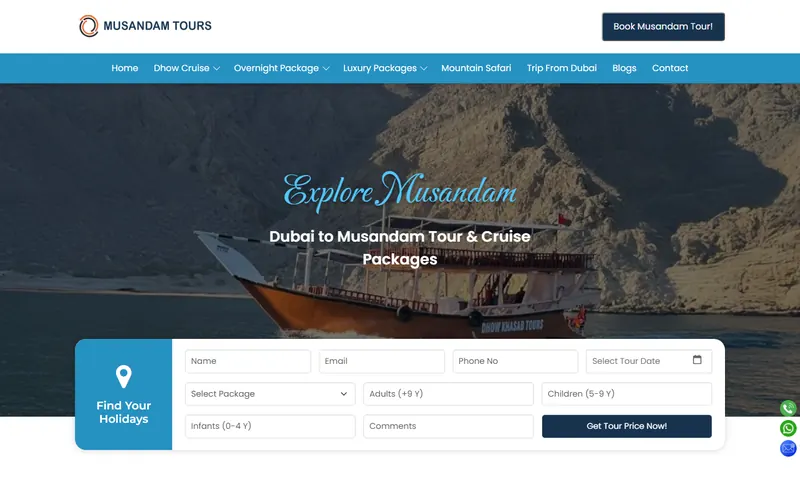 MUSANDAM TOURS
Book Musandam Tour!
Home
Dhow Cruise
Overnight Package
Luxury Packages
Mountain Safari
Trip From Dubai
Blogs
Contact
Explore Musandam
Dubai to Musandam Tour & Cruise
Packages
DHOW KHASAB TOURS
Find Your
Holidays
Name
Email
Phone No
Select Tour Date
Select Package
Adults (+9 Y)
Children (5-9 Y)
Infants (0-4 Y)
Comments
Get Tour Price Now!